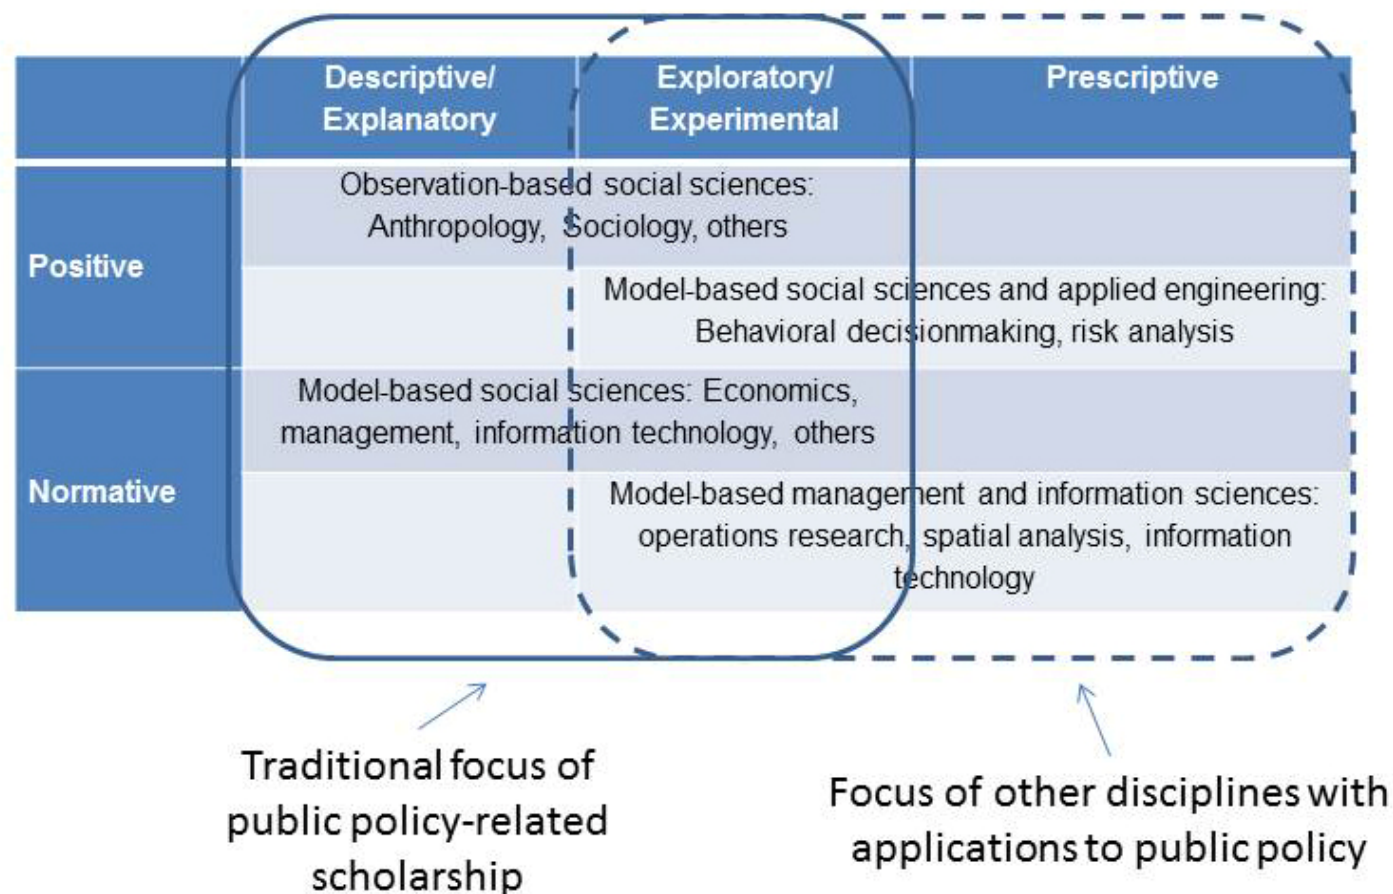 Descriptive/
Explanatory
Exploratory/
Experimental
Prescriptive
Positive
Observation-based social sciences:
Anthropology, Sociology, others
Model-based social sciences and applied engineering:
Behavioral decisionmaking, risk analysis
Normative
Model-based social sciences: Economics,
management, information technology, others
Model-based management and information sciences:
operations research, spatial analysis, information
technology
Traditional focus of
public policy-related
scholarship
Focus of other disciplines with
applications to public policy